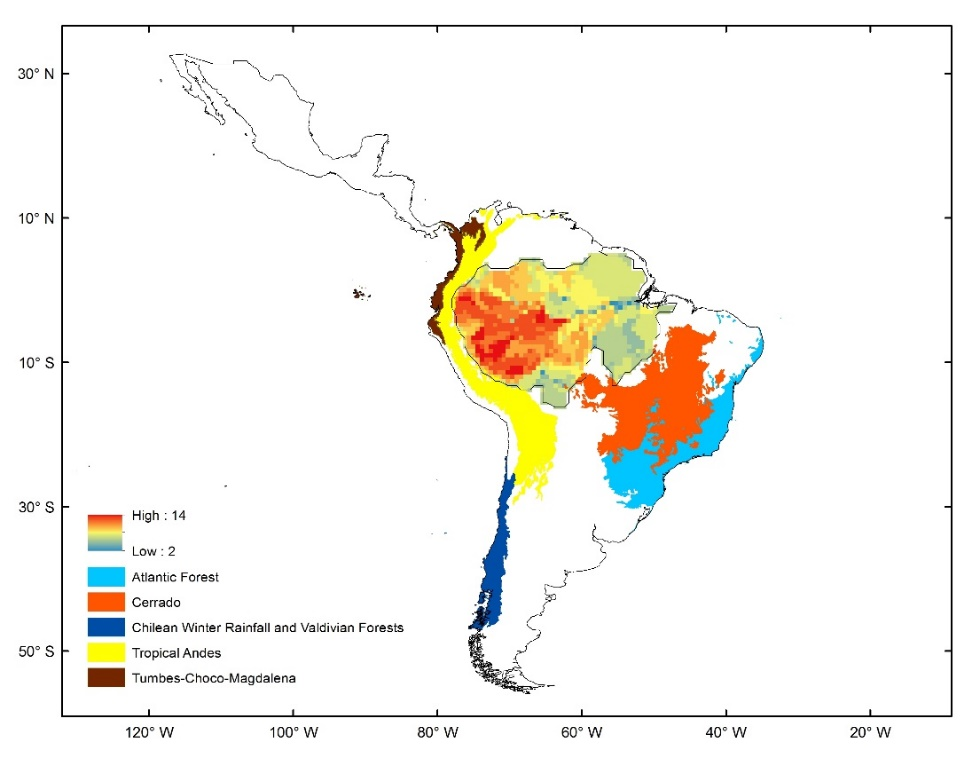 30° N
10° N
10° S
30° S
50° S
High : 14
Low : 2
Atlantic Forest
Cerrado
Chilean Winter Rainfall and Valdivian Forests
Tropical Andes
Tumbes-Choco-Magdalena
120° W 100° W 80° W 60° W 40° W 20° W